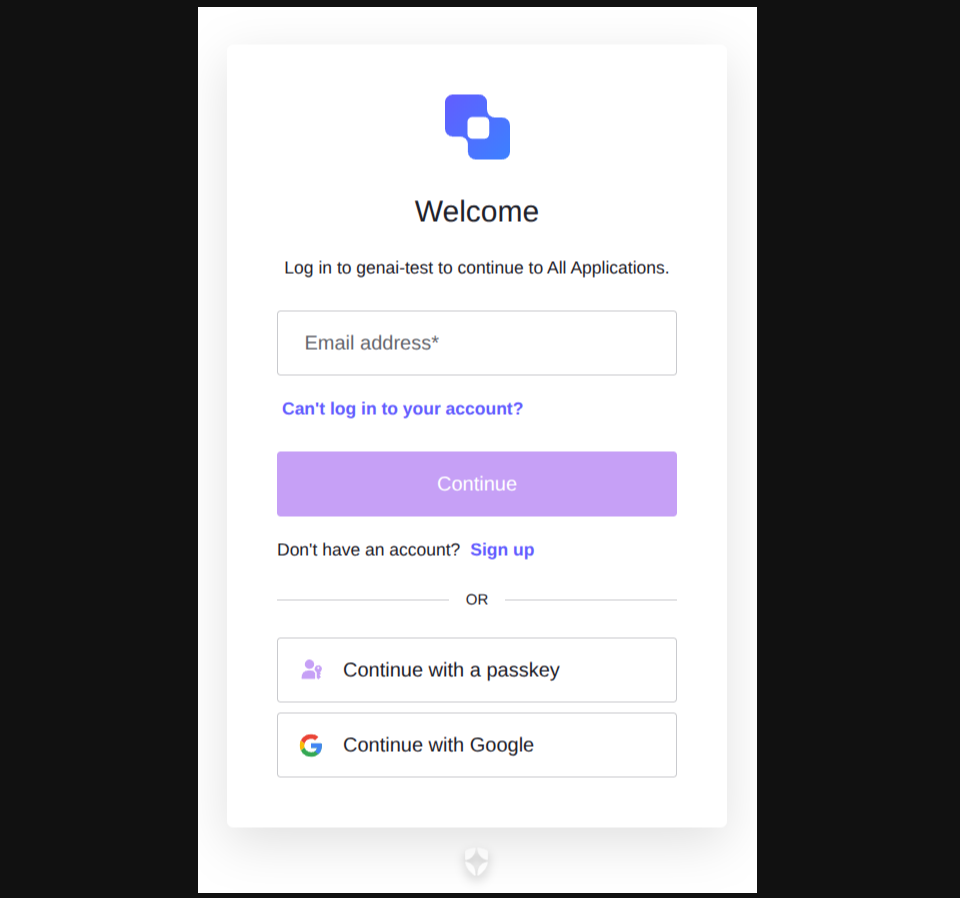 Welcome
Log in to genai-test to continue to All Applications.
Email address*
Can't log in to your account?
Continue
Don't have an account? Sign up
OR
Continue with a passkey
Continue with Google